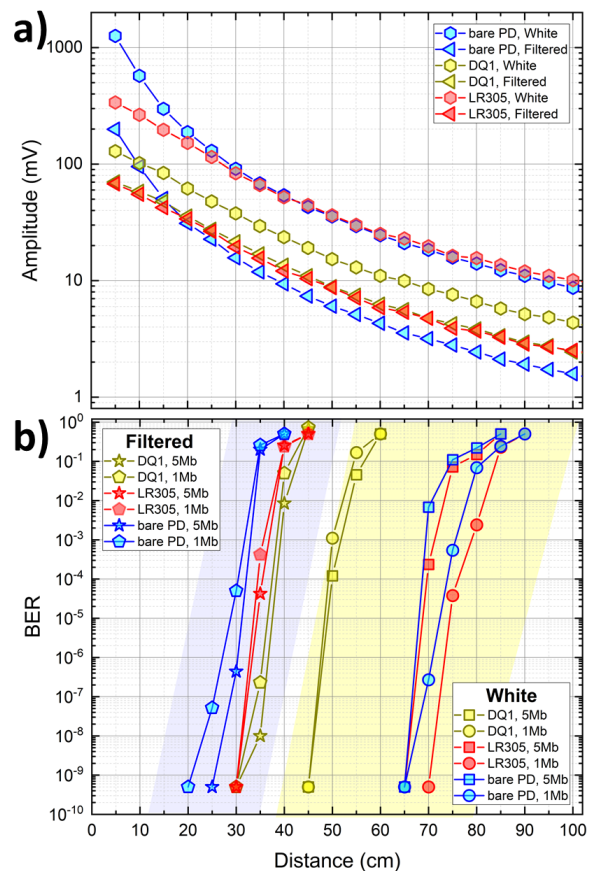 a)
1000
100
10
1
Amplitude (mV)
bare PD, White
bare PD, Filtered
DQ1, White
DQ1, Filtered
LR305, White
LR305, Filtered
b)
10^0
10^-1
10^-2
10^-3
10^-4
10^-5
10^-6
10^-7
10^-8
10^-9
10^-10
BER
Filtered
DQ1, 5Mb
DQ1, 1Mb
LR305, 5Mb
LR305, 1Mb
bare PD, 5Mb
bare PD, 1Mb
White
DQ1, 5Mb
DQ1, 1Mb
LR305, 5Mb
LR305, 1Mb
bare PD, 5Mb
bare PD, 1Mb
0 10 20 30 40 50 60 70 80 90 100
Distance (cm)